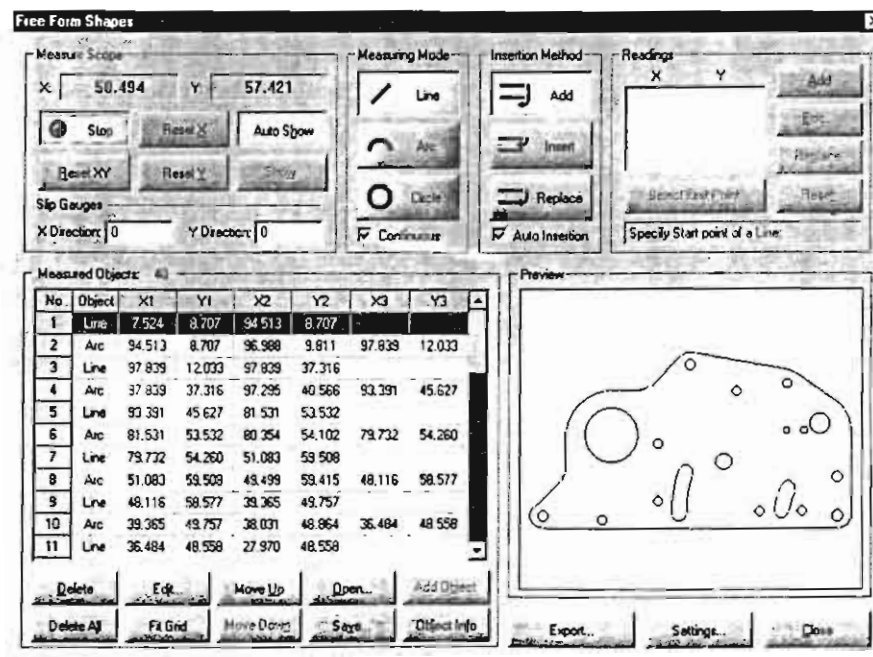 Free Form Shapes
Measure Scope
X: 50.494 Y: 57.421
Stop Reset X Auto Show
Reset XY Reset Y Show
Slip Gauges
X Direction: 0 Y Direction: 0
Measuring Mode
Line
Arc
Circle
Continuous
Insertion Method
Add
Insert
Replace
Auto Insertion
Readings
X Y
Add
Edit...
Replace
Select First Point Reset
Specify Start point of a Line:
Measured Objects: 40
No. Object X1 Y1 X2 Y2 X3 Y3
1 Line 7.524 8.707 94.513 8.707
2 Arc 94.513 8.707 96.988 9.811 97.839 12.033
3 Line 97.839 12.033 97.839 37.316
4 Arc 97.839 37.316 97.295 40.566 93.391 45.627
5 Line 93.391 45.627 81.531 53.532
6 Arc 81.531 53.532 80.354 54.102 79.732 54.260
7 Line 79.732 54.260 51.083 59.508
8 Arc 51.083 59.508 49.499 59.415 48.116 58.577
9 Line 48.116 58.577 39.365 49.757
10 Arc 39.365 49.757 38.031 48.864 36.484 48.558
11 Line 36.484 48.558 27.970 48.558
Delete Edit... Move Up Open... Add Object
Delete All Fit Grid Move Down Save Object Info
Preview
Export... Settings... Close